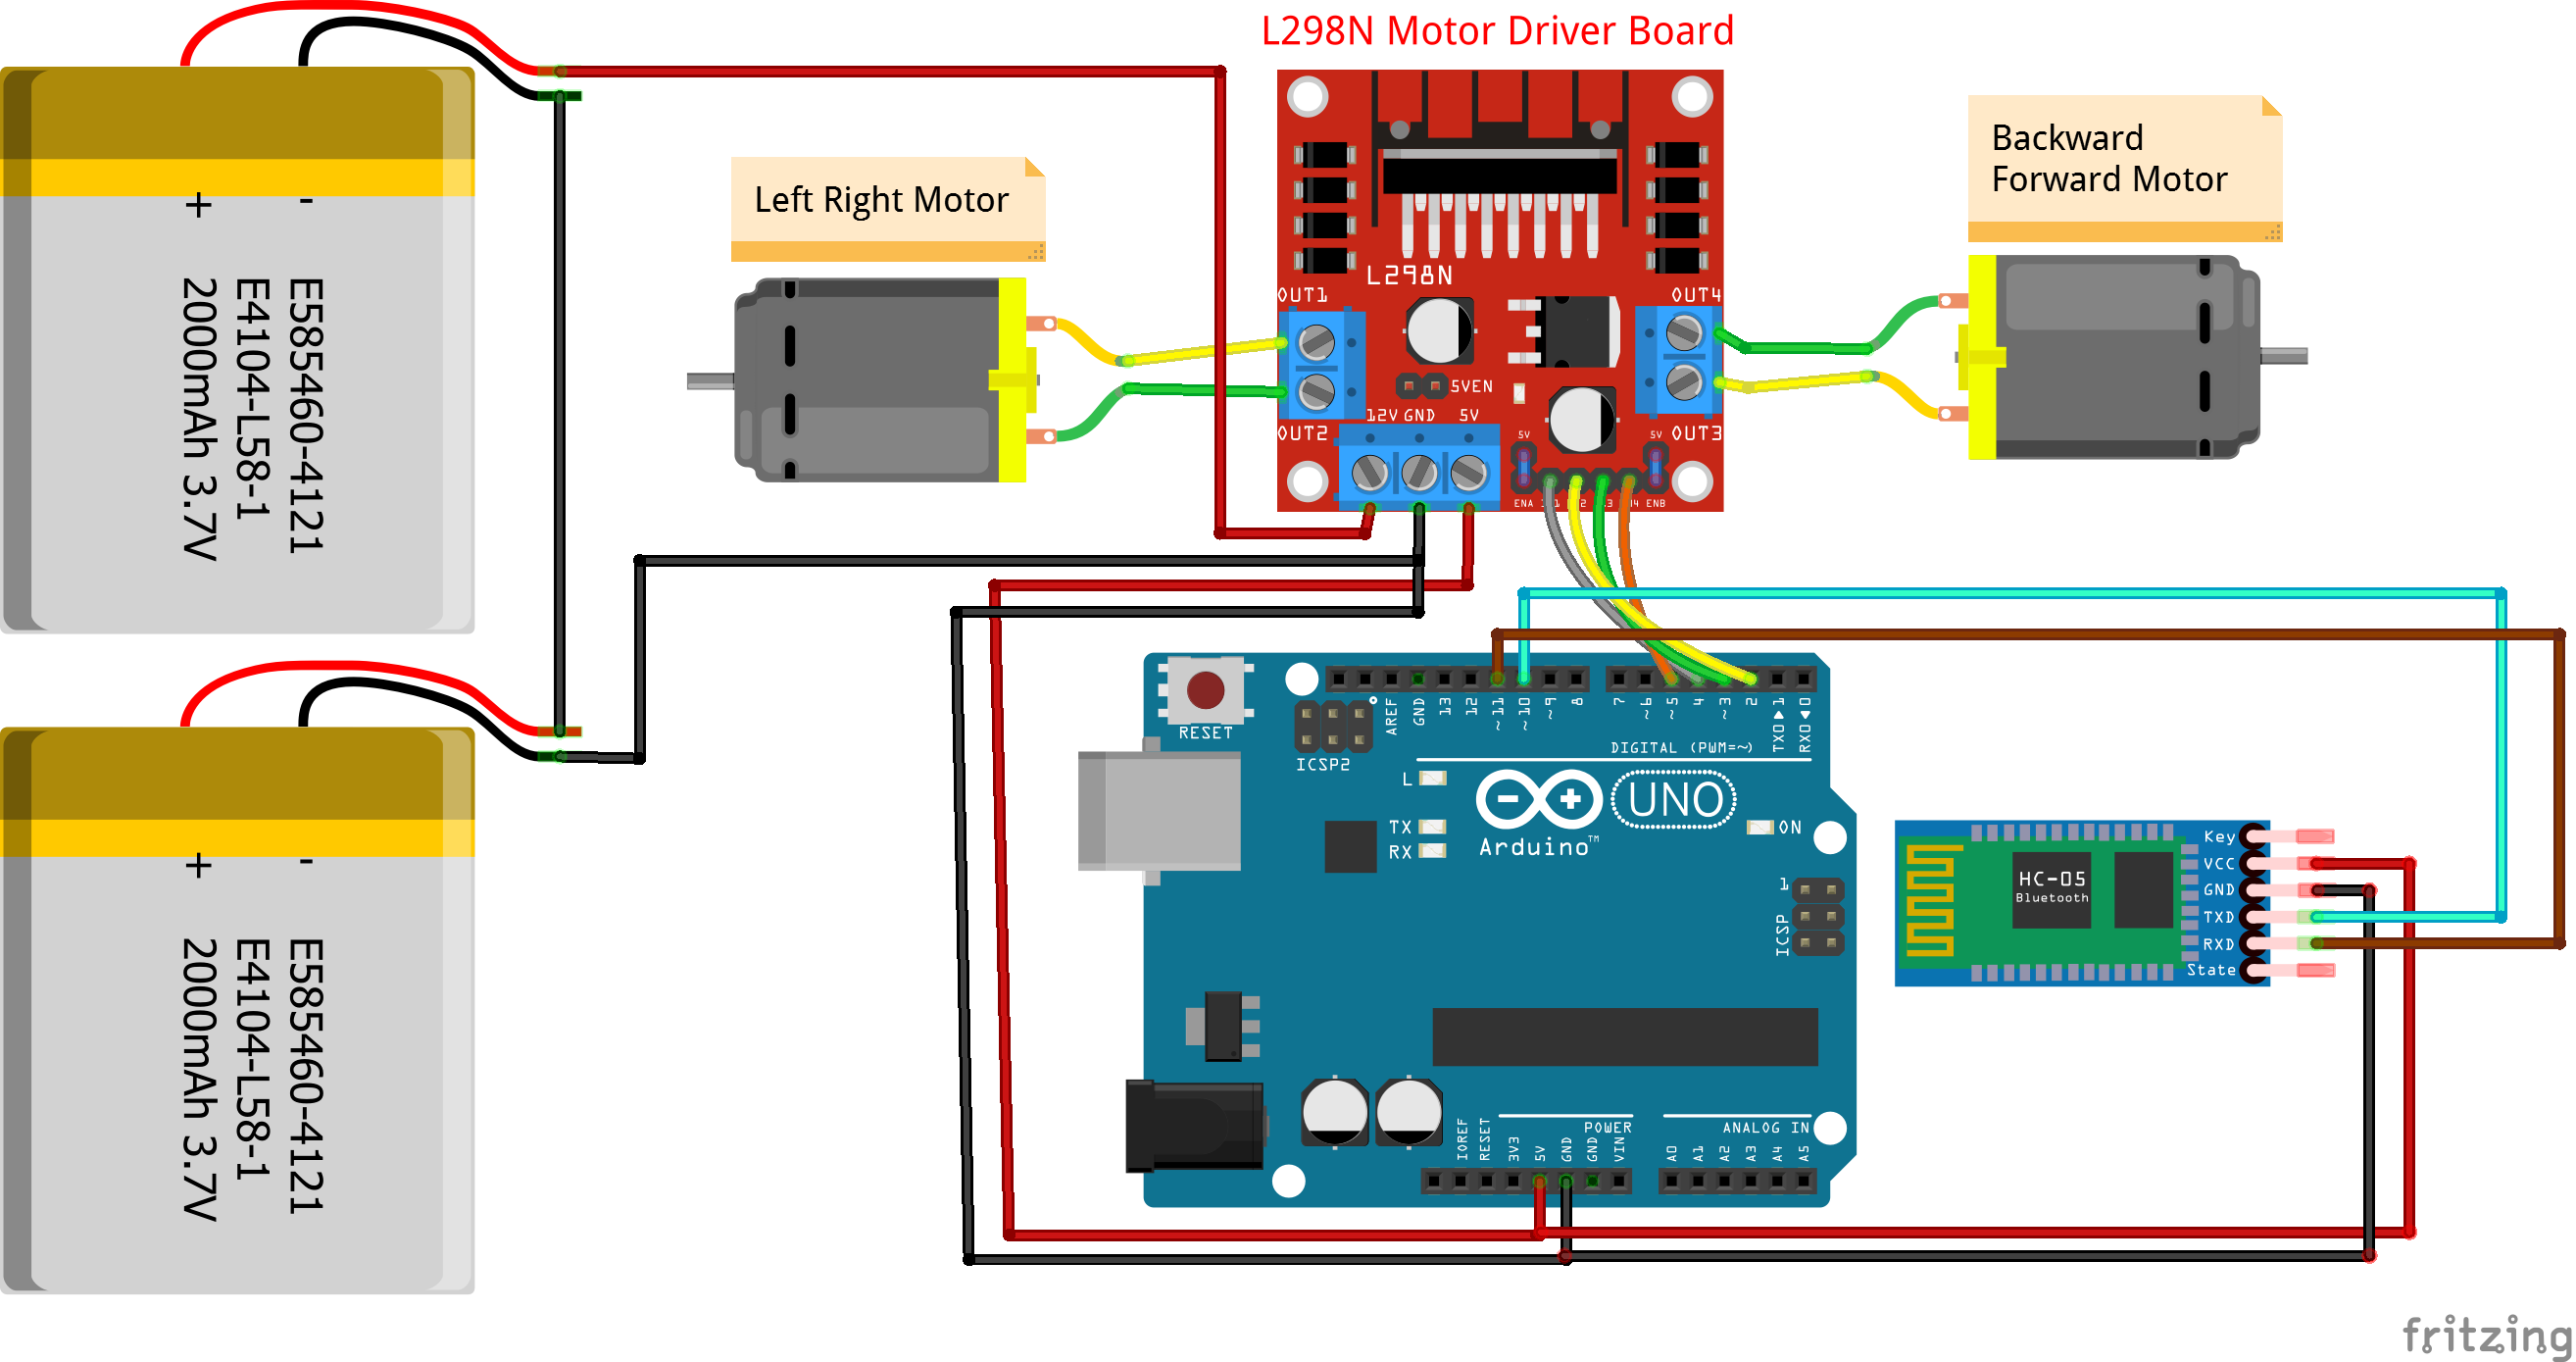 L298N Motor Driver Board
Left Right Motor
Backward
Forward Motor
+ -
E585460-4121
E4104-L58-1
2000mAh 3.7V
L298N
OUT1
OUT4
5VEN
12V GND 5V
OUT2
OUT3
5V
5V
ENA
ENB
+ -
E585460-4121
E4104-L58-1
2000mAh 3.7V
RESET
ICSP2
AREF
GND
13
12
~11
~10
~9
8
7
~6
~5
4
~3
2
TX0▶1
RX0◀0
DIGITAL (PWM=~)
L
TX
RX
UNO
Arduino™
ON
1
ICSP
POWER
ANALOG IN
IOREF
RESET
3V3
5V
GND
GND
VIN
A0
A1
A2
A3
A4
A5
HC-05
Bluetooth
Key
VCC
GND
TXD
RXD
State
fritzing